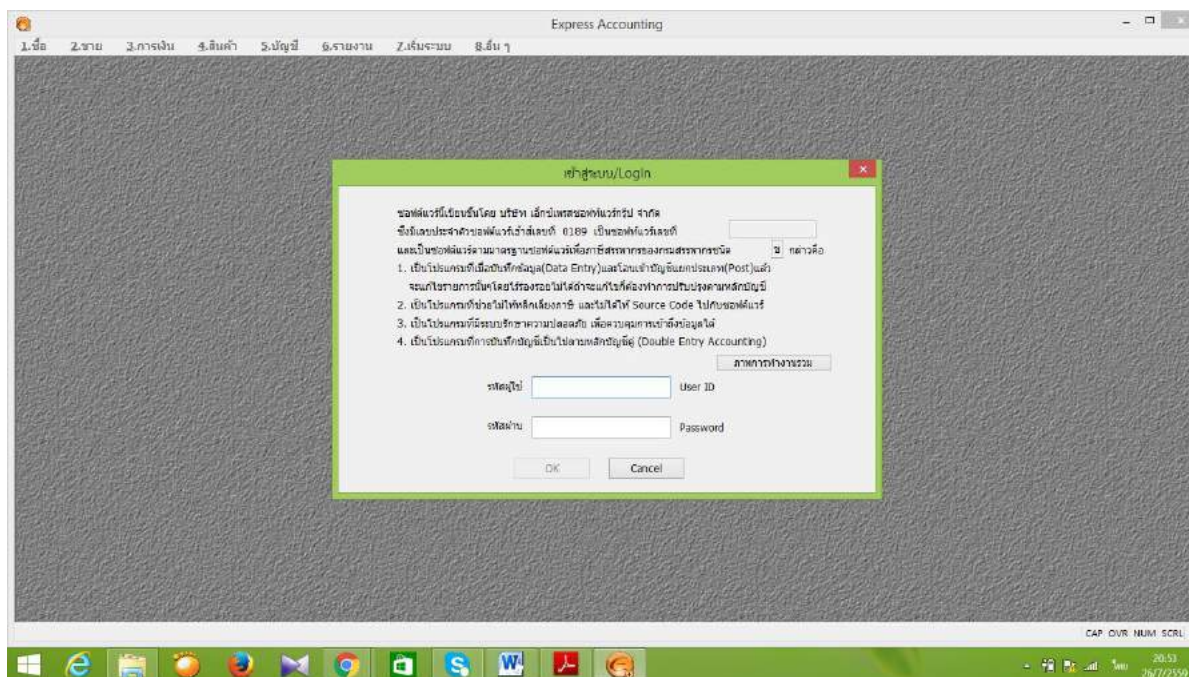 Express Accounting
1.ซื้อ 2.ขาย 3.การเงิน 4.สินค้า 5.บัญชี 6.รายงาน 7.เริ่มระบบ 8.อื่น ๆ
เข้าสู่ระบบ/Login
ซอฟต์แวร์นี้เขียนขึ้นโดย บริษัท เอ็กซ์เพรสซอฟท์แวร์กรุ๊ป จำกัด
ซึ่งมีเลขประจำตัวซอฟต์แวร์เฮ้าส์เลขที่ 0189 เป็นซอฟท์แวร์เลขที่
และเป็นซอฟต์แวร์ตามมาตรฐานซอฟต์แวร์เพื่อภาษีสรรพากรของกรมสรรพากรชนิด ข กล่าวคือ
1. เป็นโปรแกรมที่เมื่อบันทึกข้อมูล(Data Entry)และโอนเข้าบัญชีแยกประเภท(Post)แล้ว
จะแก้ไขรายการนั้นๆโดยไร้ร่องรอยไม่ได้ถ้าจะแก้ไขก็ต้องทำการปรับปรุงตามหลักบัญชี
2. เป็นโปรแกรมที่ช่วยไม่ให้หลีกเลี่ยงภาษี และไม่ได้ให้ Source Code ไปกับซอฟต์แวร์
3. เป็นโปรแกรมที่มีระบบรักษาความปลอดภัย เพื่อควบคุมการเข้าถึงข้อมูลได้
4. เป็นโปรแกรมที่การบันทึกบัญชีเป็นไปตามหลักบัญชีคู่ (Double Entry Accounting)
ภาพการทำงานรวม
รหัสผู้ใช้ User ID
รหัสผ่าน Password
OK Cancel
CAP OVR NUM SCRL
ไทย 20:53
26/7/2559